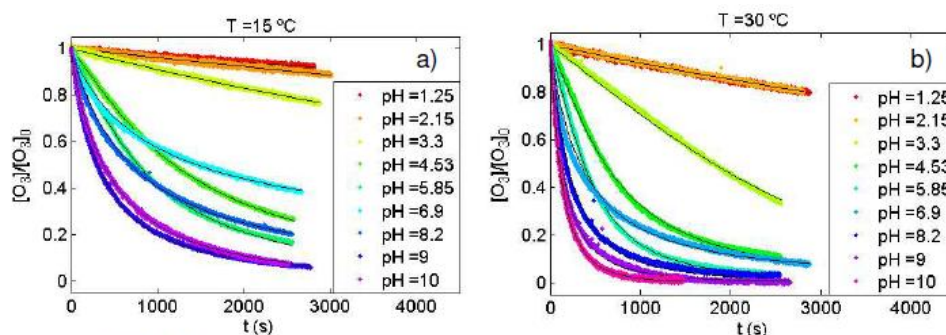 T =15 ºC
a)
[O₃]/[O₃]₀
1
0.8
0.6
0.4
0.2
0
0
1000
2000
3000
4000
t (s)
pH =1.25
pH =2.15
pH =3.3
pH =4.53
pH =5.85
pH =6.9
pH =8.2
pH =9
pH =10
T =30 ºC
b)
[O₃]/[O₃]₀
1
0.8
0.6
0.4
0.2
0
0
1000
2000
3000
4000
t (s)
pH =1.25
pH =2.15
pH =3.3
pH =4.53
pH =5.85
pH =6.9
pH =8.2
pH =9
pH =10